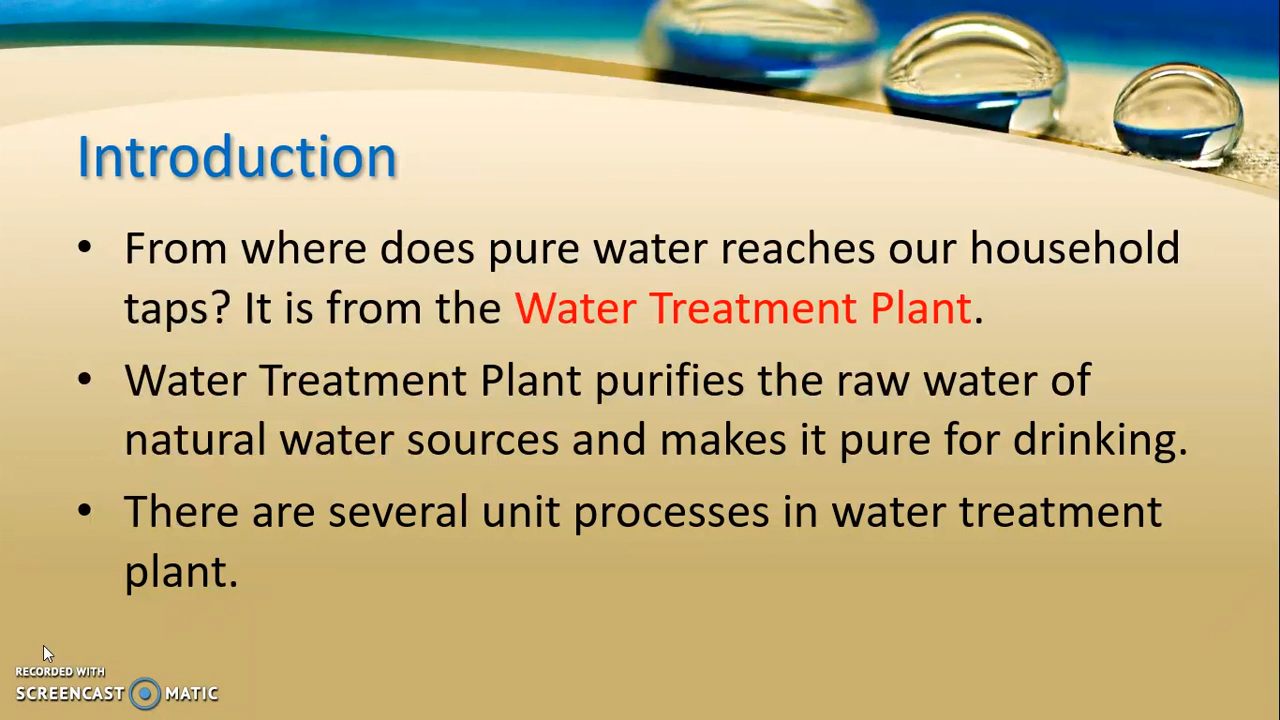 Introduction
• From where does pure water reaches our household
taps? It is from the Water Treatment Plant.
• Water Treatment Plant purifies the raw water of
natural water sources and makes it pure for drinking.
• There are several unit processes in water treatment
plant.
RECORDED WITH
SCREENCAST MATIC